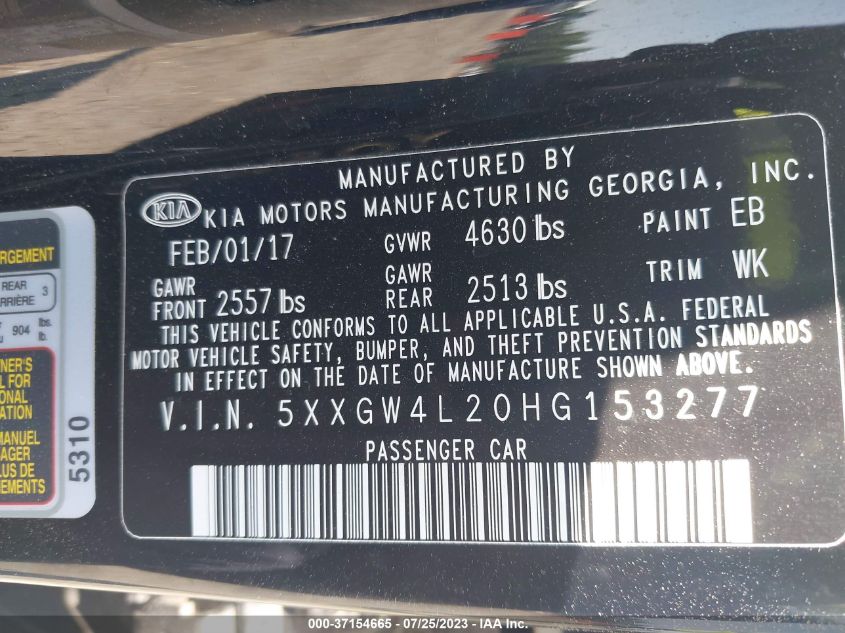 MANUFACTURED BY
KIA KIA MOTORS MANUFACTURING GEORGIA, INC.
FEB/01/17 GVWR 4630 lbs PAINT EB
GAWR FRONT 2557 lbs GAWR REAR 2513 lbs TRIM WK
THIS VEHICLE CONFORMS TO ALL APPLICABLE U.S.A. FEDERAL
MOTOR VEHICLE SAFETY, BUMPER, AND THEFT PREVENTION STANDARDS
IN EFFECT ON THE DATE OF MANUFACTURE SHOWN ABOVE.
V.I.N. 5XXGW4L20HG153277
PASSENGER CAR
REAR 3
904 lbs.
lb.
5310
000-37154665 - 07/25/2023 - IAA Inc.